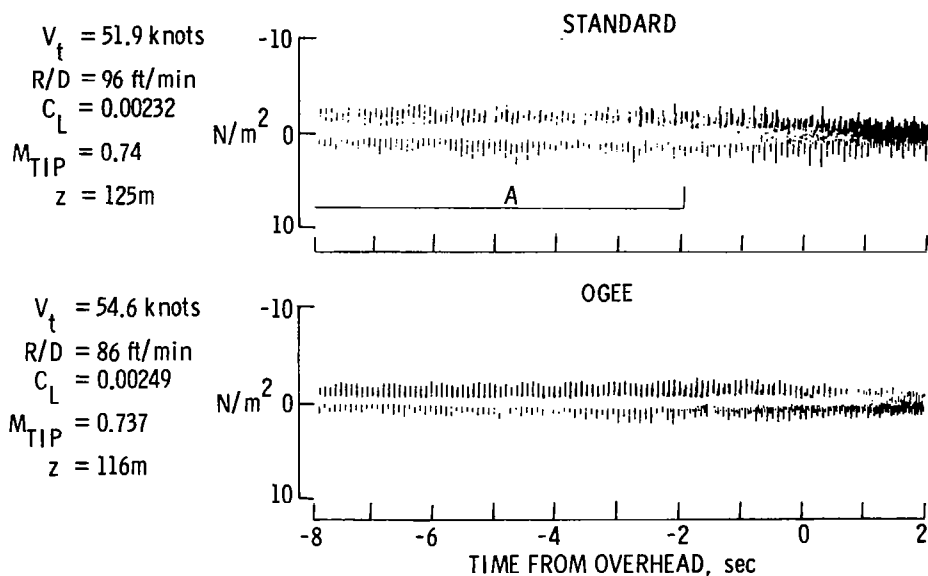 STANDARD
V_t = 51.9 knots
R/D = 96 ft/min
C_L = 0.00232
M_TIP = 0.74
z = 125m
-10
N/m^2 0
10
A
OGEE
V_t = 54.6 knots
R/D = 86 ft/min
C_L = 0.00249
M_TIP = 0.737
z = 116m
-10
N/m^2 0
10
-8 -6 -4 -2 0 2
TIME FROM OVERHEAD, sec